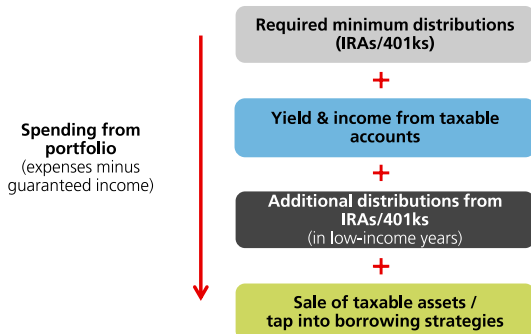 Required minimum distributions
(IRAs/401ks)
+
Yield & income from taxable
accounts
+
Spending from
portfolio
(expenses minus
guaranteed income)
Additional distributions from
IRAs/401ks
(in low-income years)
+
Sale of taxable assets /
tap into borrowing strategies